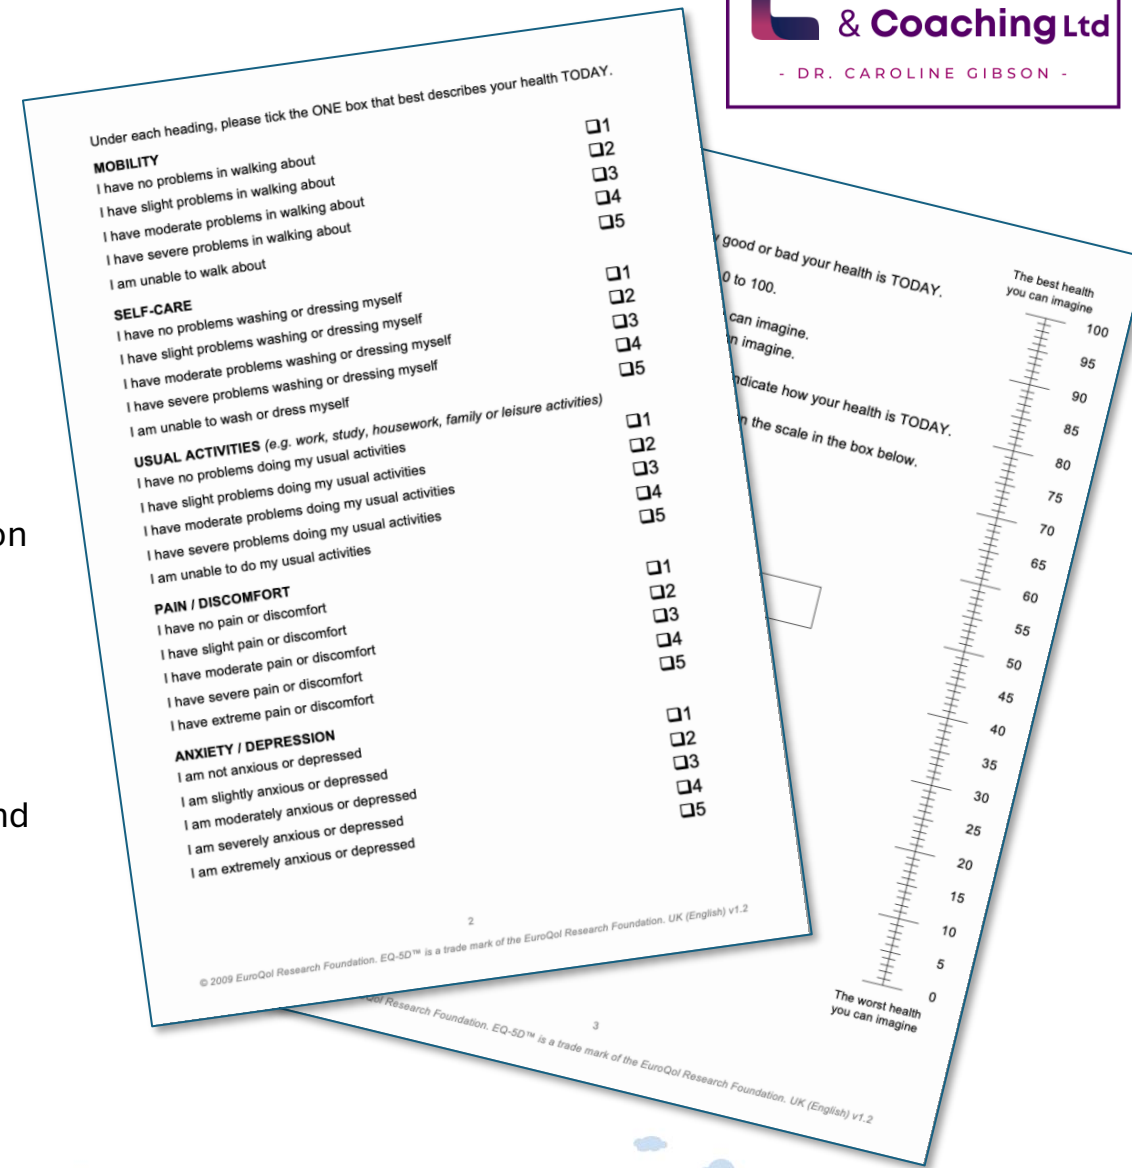 & Coaching Ltd
- DR. CAROLINE GIBSON -
Under each heading, please tick the ONE box that best describes your health TODAY.
MOBILITY
I have no problems in walking about ❑1
I have slight problems in walking about ❑2
I have moderate problems in walking about ❑3
I have severe problems in walking about ❑4
I am unable to walk about ❑5
SELF-CARE
I have no problems washing or dressing myself ❑1
I have slight problems washing or dressing myself ❑2
I have moderate problems washing or dressing myself ❑3
I have severe problems washing or dressing myself ❑4
I am unable to wash or dress myself ❑5
USUAL ACTIVITIES (e.g. work, study, housework, family or leisure activities)
I have no problems doing my usual activities ❑1
I have slight problems doing my usual activities ❑2
I have moderate problems doing my usual activities ❑3
I have severe problems doing my usual activities ❑4
I am unable to do my usual activities ❑5
PAIN / DISCOMFORT
I have no pain or discomfort ❑1
I have slight pain or discomfort ❑2
I have moderate pain or discomfort ❑3
I have severe pain or discomfort ❑4
I have extreme pain or discomfort ❑5
ANXIETY / DEPRESSION
I am not anxious or depressed ❑1
I am slightly anxious or depressed ❑2
I am moderately anxious or depressed ❑3
I am severely anxious or depressed ❑4
I am extremely anxious or depressed ❑5
2
© 2009 EuroQol Research Foundation. EQ-5D™ is a trade mark of the EuroQol Research Foundation. UK (English) v1.2
good or bad your health is TODAY.
0 to 100.
can imagine.
imagine.
indicate how your health is TODAY.
the scale in the box below.
The best health
you can imagine
100
95
90
85
80
75
70
65
60
55
50
45
40
35
30
25
20
15
10
5
0
The worst health
you can imagine
3
Research Foundation. EQ-5D™ is a trade mark of the EuroQol Research Foundation. UK (English) v1.2